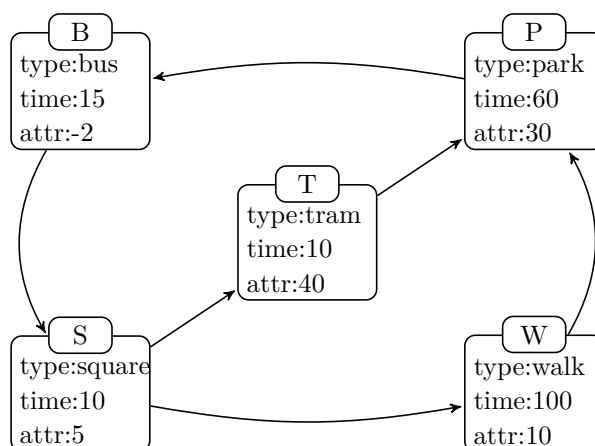 B
type:bus
time:15
attr:-2
P
type:park
time:60
attr:30
T
type:tram
time:10
attr:40
S
type:square
time:10
attr:5
W
type:walk
time:100
attr:10